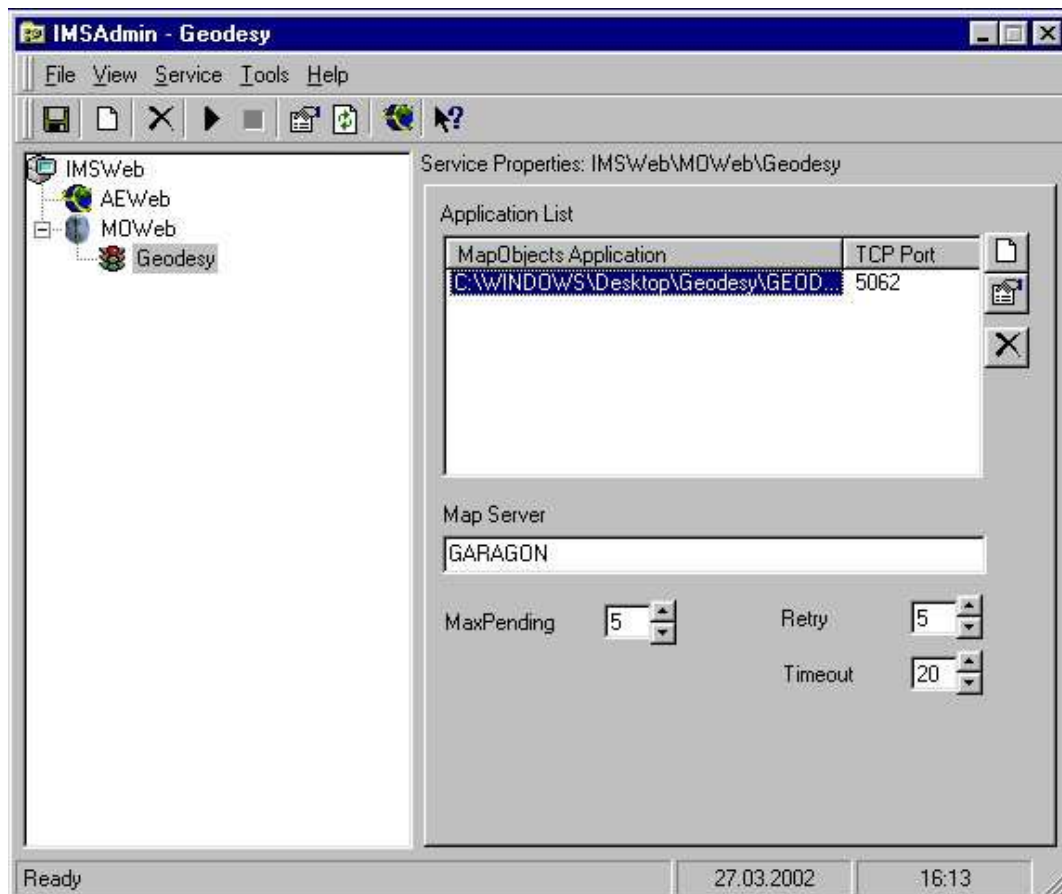 IMSAdmin - Geodesy
File View Service Tools Help
IMSWeb
AEWeb
MOWeb
Geodesy
Service Properties: IMSWeb\MOWeb\Geodesy
Application List
MapObjects Application TCP Port
C:\WINDOWS\Desktop\Geodesy\GEOD... 5062
Map Server
GARAGON
MaxPending 5 Retry 5
Timeout 20
Ready 27.03.2002 16:13